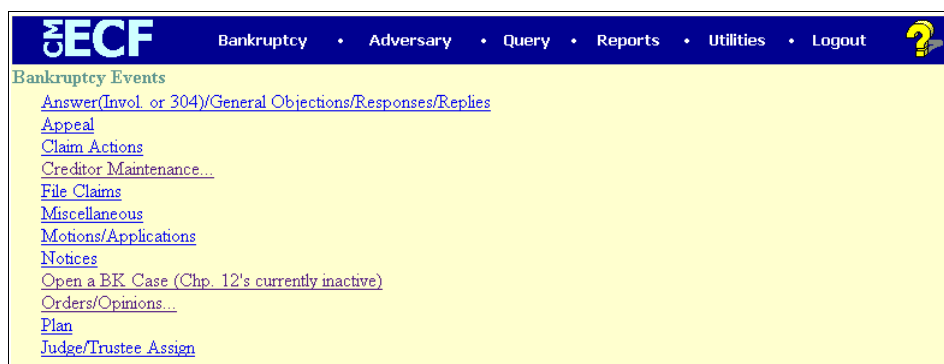 CM ECF Bankruptcy • Adversary • Query • Reports • Utilities • Logout ?
Bankruptcy Events
Answer(Invol. or 304)/General Objections/Responses/Replies
Appeal
Claim Actions
Creditor Maintenance...
File Claims
Miscellaneous
Motions/Applications
Notices
Open a BK Case (Chp. 12's currently inactive)
Orders/Opinions...
Plan
Judge/Trustee Assign